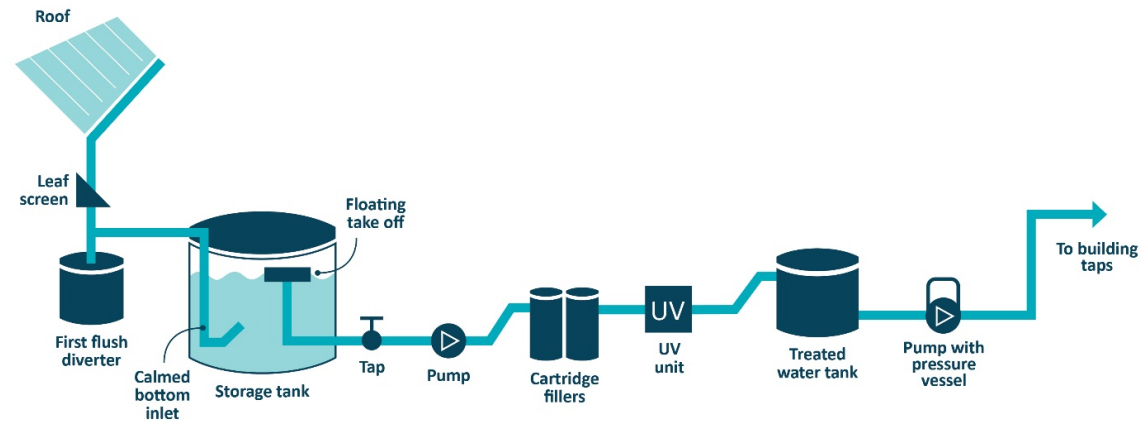 Roof
Leaf
screen
First flush
diverter
Calmed
bottom
inlet
Floating
take off
Storage tank
Tap
Pump
Cartridge
fillers
UV
UV
unit
Treated
water tank
Pump with
pressure
vessel
To building
taps